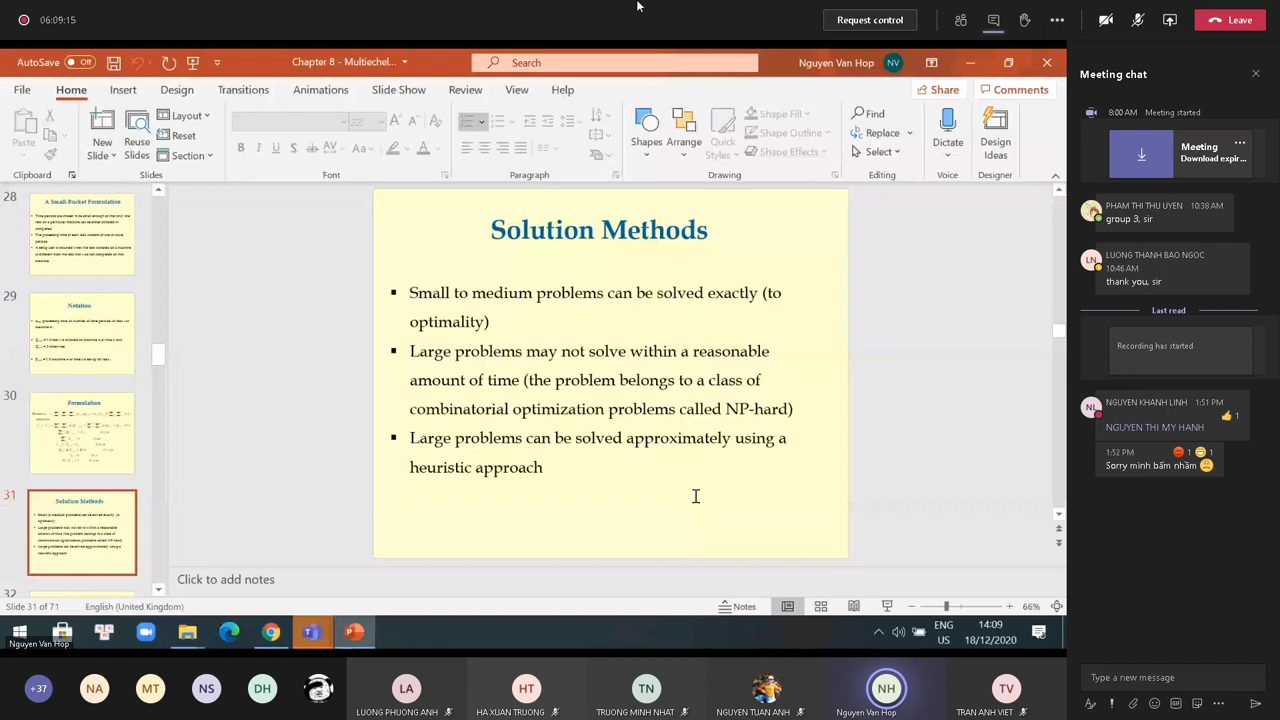 06:09:15
Request control
Leave
AutoSave Off
Chapter 8 - Multiechel...
Search
Nguyen Van Hop
NV
File Home Insert Design Transitions Animations Slide Show Review View Help
Share
Comments
Paste
New Slide
Reuse Slides
Layout
Reset
Section
Shapes
Arrange
Quick Styles
Shape Fill
Shape Outline
Shape Effects
Find
Replace
Select
Dictate
Design Ideas
Clipboard
Slides
Font
Paragraph
Drawing
Editing
Voice
Designer
28
A Small-Bucket Formulation
29
Notation
30
Formulation
31
Solution Methods
32
Solution Methods
Small to medium problems can be solved exactly (to
optimality)
Large problems may not solve within a reasonable
amount of time (the problem belongs to a class of
combinatorial optimization problems called NP-hard)
Large problems can be solved approximately using a
heuristic approach
Click to add notes
Slide 31 of 71
English (United Kingdom)
Notes
66%
Nguyen Van Hop
ENG
US
14:09
18/12/2020
+37
NA
MT
NS
DH
LA
LUONG PHUONG ANH
HT
HA XUAN TRUONG
TN
TRUONG MINH NHAT
NGUYEN TUAN ANH
NH
Nguyen Van Hop
TV
TRAN ANH VIET
Meeting chat
8:00 AM Meeting started
Meeting
Download expir...
PHAM THI THU UYEN 10:38 AM
group 3, sir
LN
LUONG THANH BAO NGOC
10:46 AM
thank you, sir
Last read
Recording has started
NL
NGUYEN KHANH LINH 1:51 PM
1
NGUYEN THI MY HANH
1:52 PM 1 1
Sorry mình bấm nhầm
Type a new message